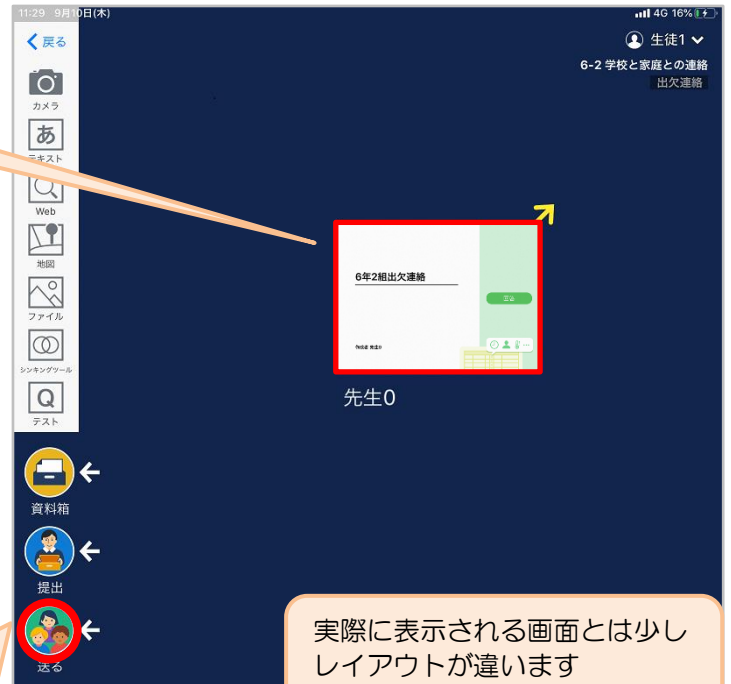 11:29 9月10日(木)
4G 16%
戻る
生徒1
6-2 学校と家庭との連絡
出欠連絡
カメラ
あ
テキスト
Web
地図
ファイル
シンキングツール
Q
テスト
6年2組出欠連絡
先生0
資料箱
提出
送る
実際に表示される画面とは少し
レイアウトが違います